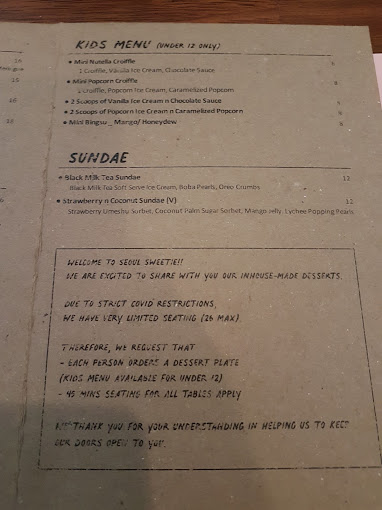 KIDS MENU (UNDER 12 ONLY)
Mini Nutella Croiffle
1 Croiffle, Vanilla Ice Cream, Chocolate Sauce
Mini Popcorn Croiffle
1 Croiffle, Popcorn Ice Cream, Caramelized Popcorn
2 Scoops of Vanilla Ice Cream n Chocolate Sauce
2 Scoops of Popcorn Ice Cream n Caramelized Popcorn
Mini Bingsu _ Mango/ Honeydew
16
SUNDAE
Black Milk Tea Sundae 12
Black Milk Tea Soft Serve Ice Cream, Boba Pearls, Oreo Crumbs
Strawberry n Coconut Sundae (V) 12
Strawberry Umeshu Sorbet, Coconut Palm Sugar Sorbet, Mango Jelly, Lychee Popping Pearls
WELCOME TO SEOUL SWEETIE!!
WE ARE EXCITED TO SHARE WITH YOU OUR INHOUSE-MADE DESSERTS.
DUE TO STRICT COVID RESTRICTIONS,
WE HAVE VERY LIMITED SEATING (25 MAX)
THEREFORE, WE REQUEST THAT
- EACH PERSON ORDERS A DESSERT PLATE
(KIDS MENU AVAILABLE FOR UNDER 12)
- 45 MINS SEATING FOR ALL TABLES APPLY
THANK YOU FOR YOUR UNDERSTANDING IN HELPING US TO KEEP
OUR DOORS OPEN TO YOU.